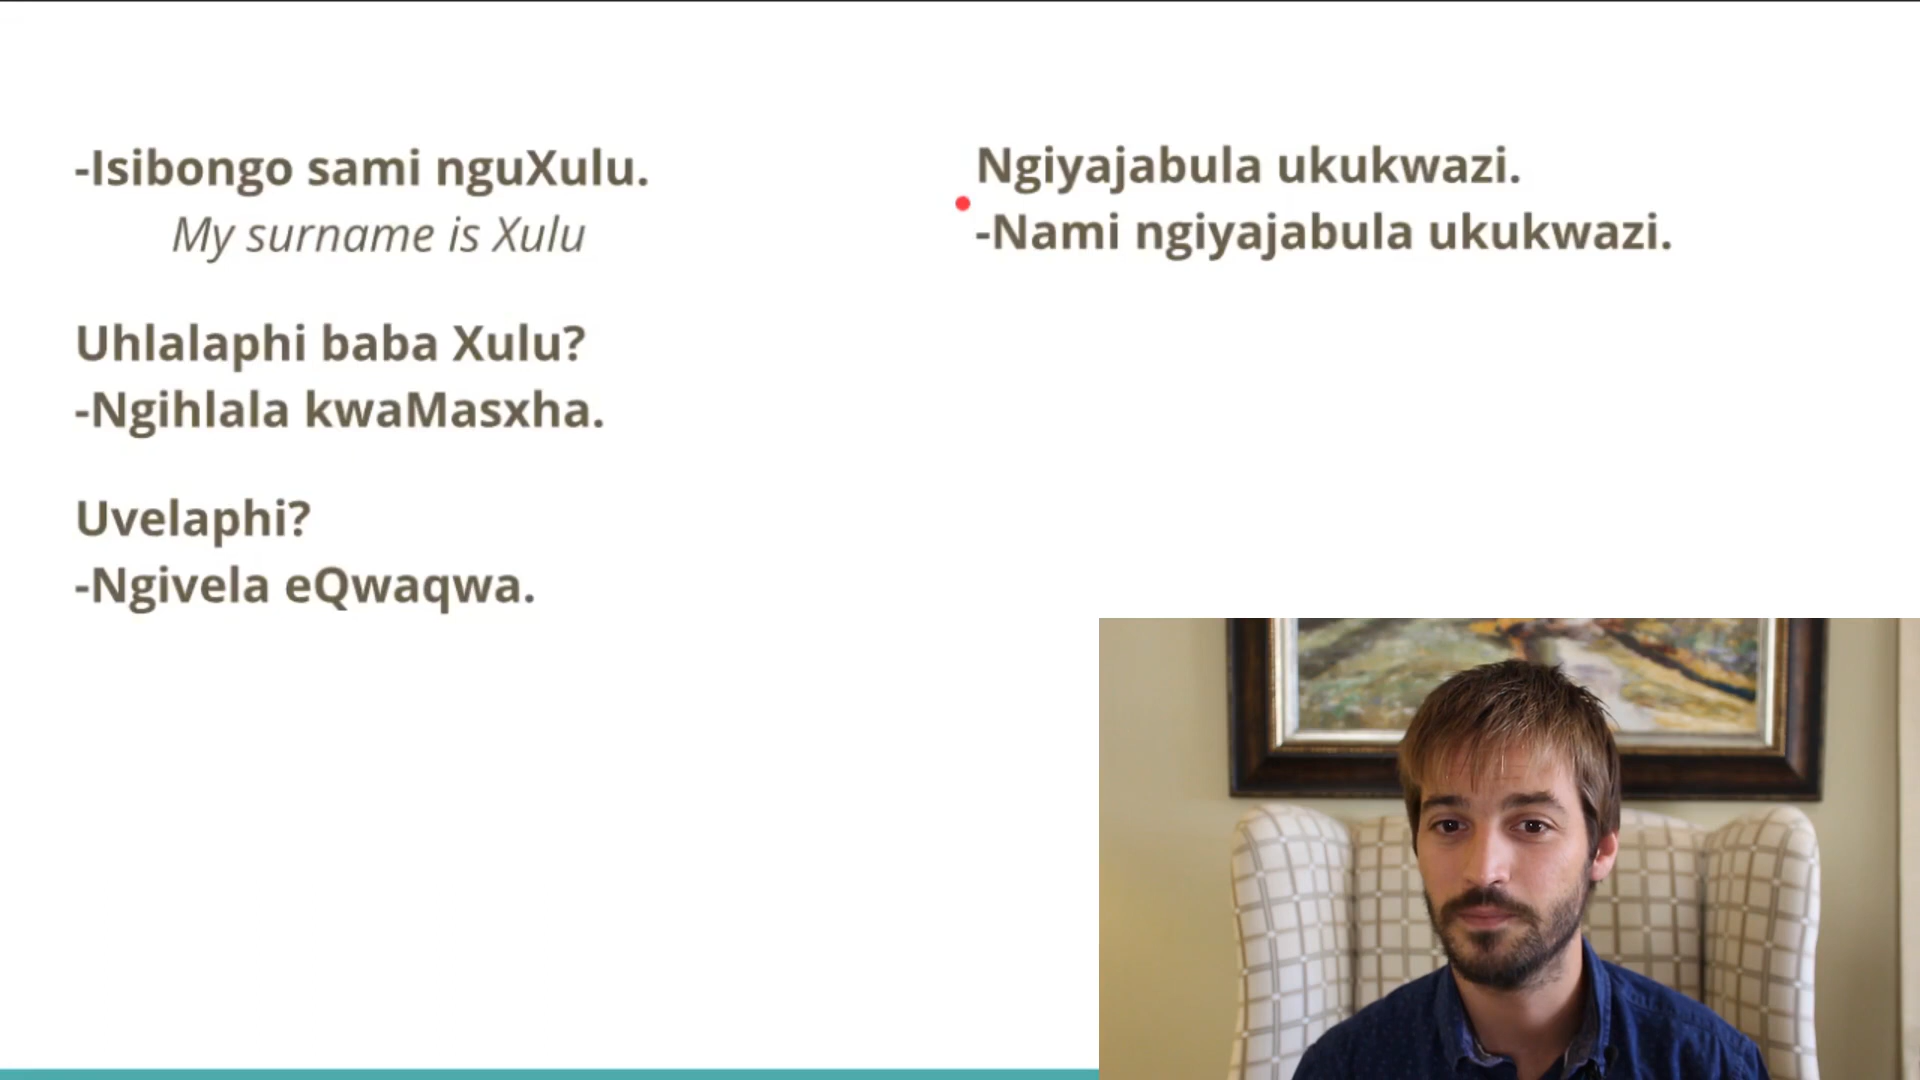 -Isibongo sami nguXulu.
My surname is Xulu
Uhlalaphi baba Xulu?
-Ngihlala kwaMasxha.
Uvelaphi?
-Ngivela eQwaqwa.
Ngiyajabula ukukwazi.
-Nami ngiyajabula ukukwazi.